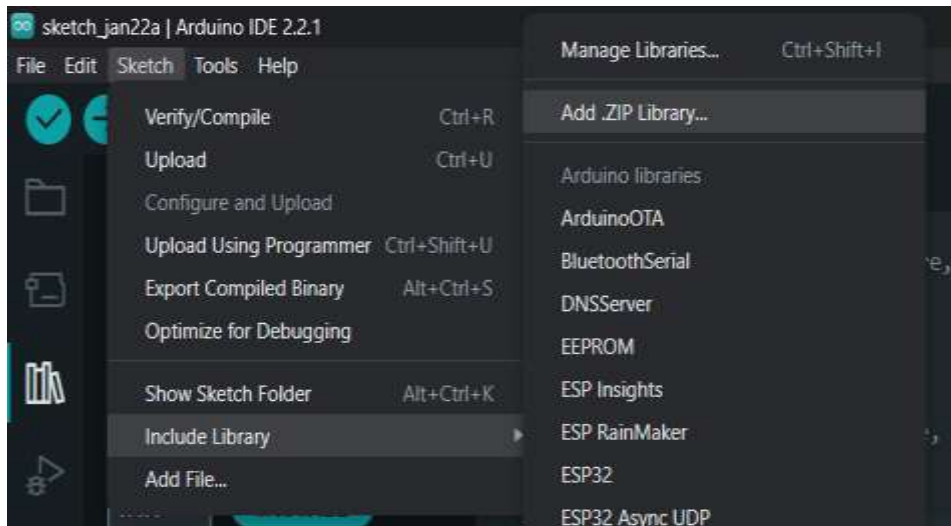 sketch_jan22a | Arduino IDE 2.2.1
File Edit Sketch Tools Help
Verify/Compile Ctrl+R
Upload Ctrl+U
Configure and Upload
Upload Using Programmer Ctrl+Shift+U
Export Compiled Binary Alt+Ctrl+S
Optimize for Debugging
Show Sketch Folder Alt+Ctrl+K
Include Library
Add File...
Manage Libraries... Ctrl+Shift+I
Add .ZIP Library...
Arduino libraries
ArduinoOTA
BluetoothSerial
DNSServer
EEPROM
ESP Insights
ESP RainMaker
ESP32
ESP32 Async UDP